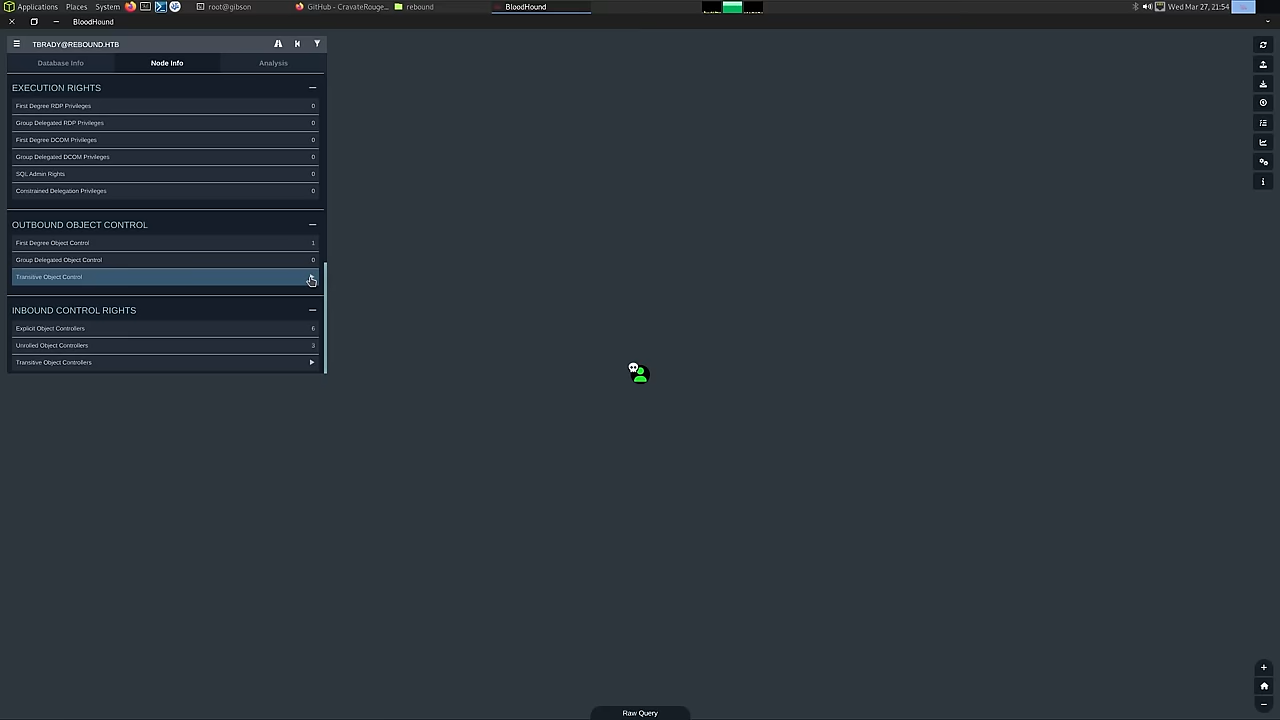 Applications Places System root@gibson GitHub - CravateRouge... rebound BloodHound Wed Mar 27, 21:54
BloodHound
TBRADY@REBOUND.HTB
Database Info Node Info Analysis
EXECUTION RIGHTS
First Degree RDP Privileges 0
Group Delegated RDP Privileges 0
First Degree DCOM Privileges 0
Group Delegated DCOM Privileges 0
SQL Admin Rights 0
Constrained Delegation Privileges 0
OUTBOUND OBJECT CONTROL
First Degree Object Control 1
Group Delegated Object Control 0
Transitive Object Control
INBOUND CONTROL RIGHTS
Explicit Object Controllers 6
Unrolled Object Controllers 3
Transitive Object Controllers
Raw Query